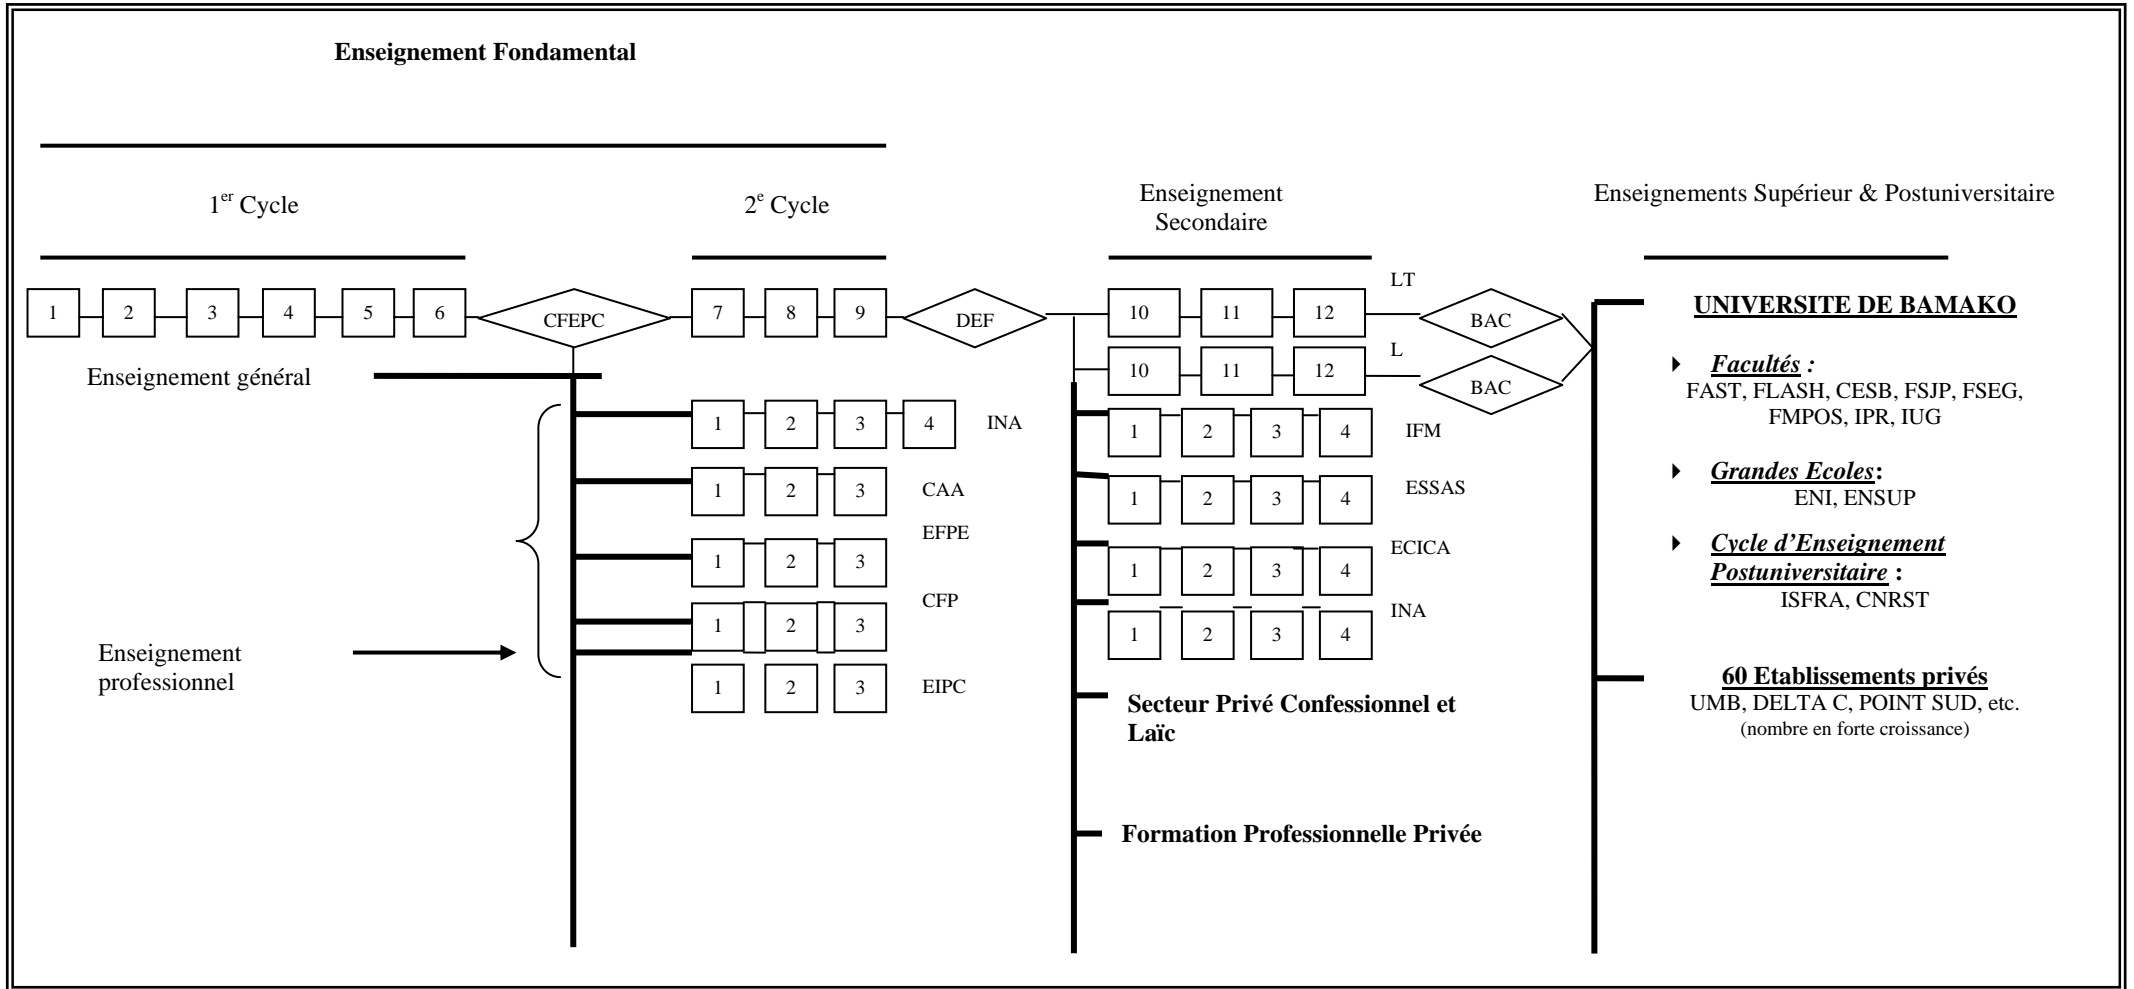 Enseignement Fondamental
1er Cycle
2e Cycle
Enseignement
Secondaire
Enseignements Supérieur & Postuniversitaire
1 2 3 4 5 6 CFEPC 7 8 9 DEF 10 11 12 LT BAC
10 11 12 L BAC
Enseignement général
1 2 3 4 INA
1 2 3 CAA
1 2 3 EFPE
1 2 3 CFP
1 2 3 EIPC
Enseignement
professionnel
1 2 3 4 IFM
1 2 3 4 ESSAS
1 2 3 4 ECICA
1 2 3 4 INA
Secteur Privé Confessionnel et
Laïc
Formation Professionnelle Privée
UNIVERSITE DE BAMAKO
Facultés :
FAST, FLASH, CESB, FSJP, FSEG,
FMPOS, IPR, IUG
Grandes Ecoles:
ENI, ENSUP
Cycle d'Enseignement
Postuniversitaire :
ISFRA, CNRST
60 Etablissements privés
UMB, DELTA C, POINT SUD, etc.
(nombre en forte croissance)